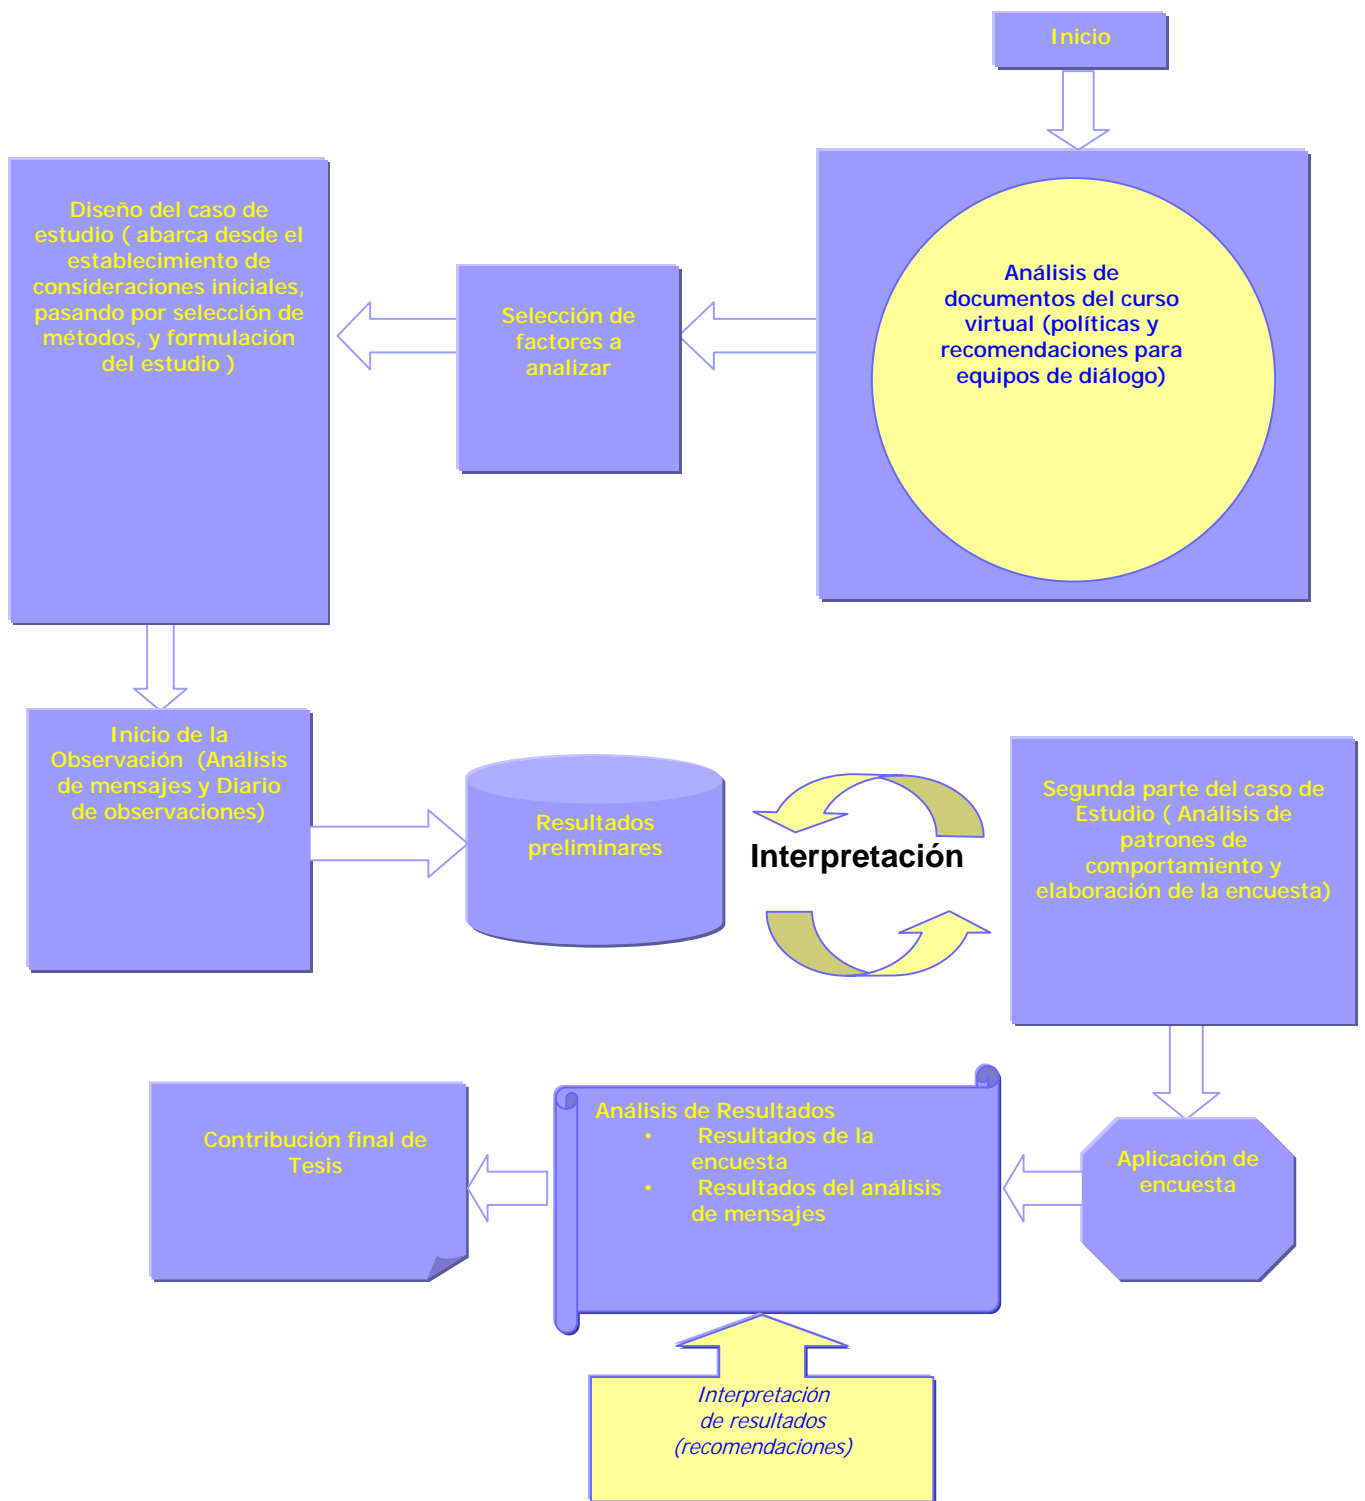 Inicio
Análisis de
documentos del curso
virtual (políticas y
recomendaciones para
equipos de diálogo)
Selección de
factores a
analizar
Diseño del caso de
estudio ( abarca desde el
establecimiento de
consideraciones iniciales,
pasando por selección de
métodos, y formulación
del estudio )
Inicio de la
Observación (Análisis
de mensajes y Diario
de observaciones)
Resultados
preliminares
Interpretación
Segunda parte del caso de
Estudio ( Análisis de
patrones de
comportamiento y
elaboración de la encuesta)
Aplicación de
encuesta
Análisis de Resultados
• Resultados de la
encuesta
• Resultados del análisis
de mensajes
Contribución final de
Tesis
Interpretación
de resultados
(recomendaciones)